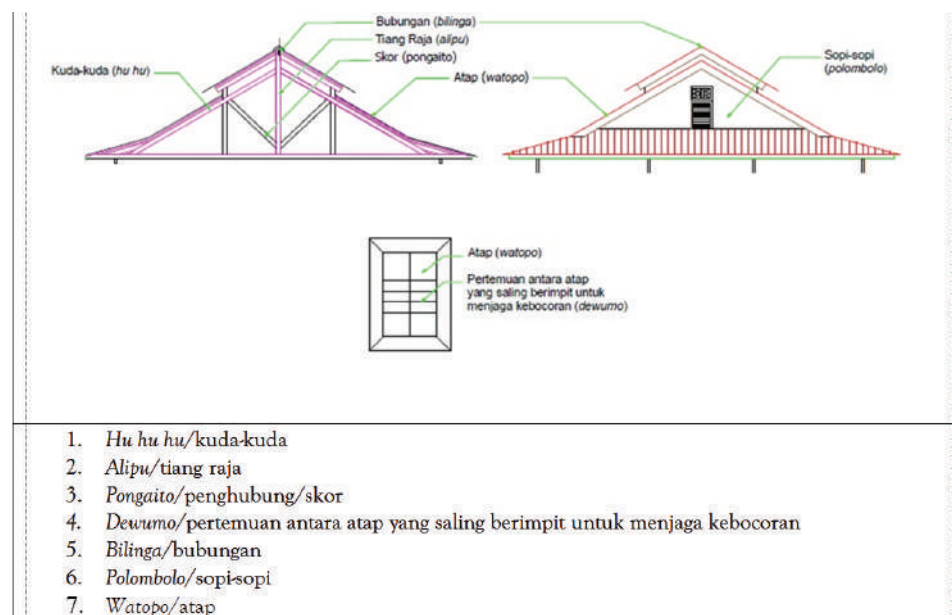 Bubungan (bilinga)
Tiang Raja (alipu)
Skor (pongaito)
Kuda-kuda (hu hu)
Atap (watopo)
Sopi-sopi
(polombolo)
Atap (watopo)
Pertemuan antara atap
yang saling berimpit untuk
menjaga kebocoran (dewumo)
1. Hu hu hu/kuda-kuda
2. Alipu/tiang raja
3. Pongaito/penghubung/skor
4. Dewumo/pertemuan antara atap yang saling berimpit untuk menjaga kebocoran
5. Bilinga/bubungan
6. Polombolo/sopi-sopi
7. Watopo/atap